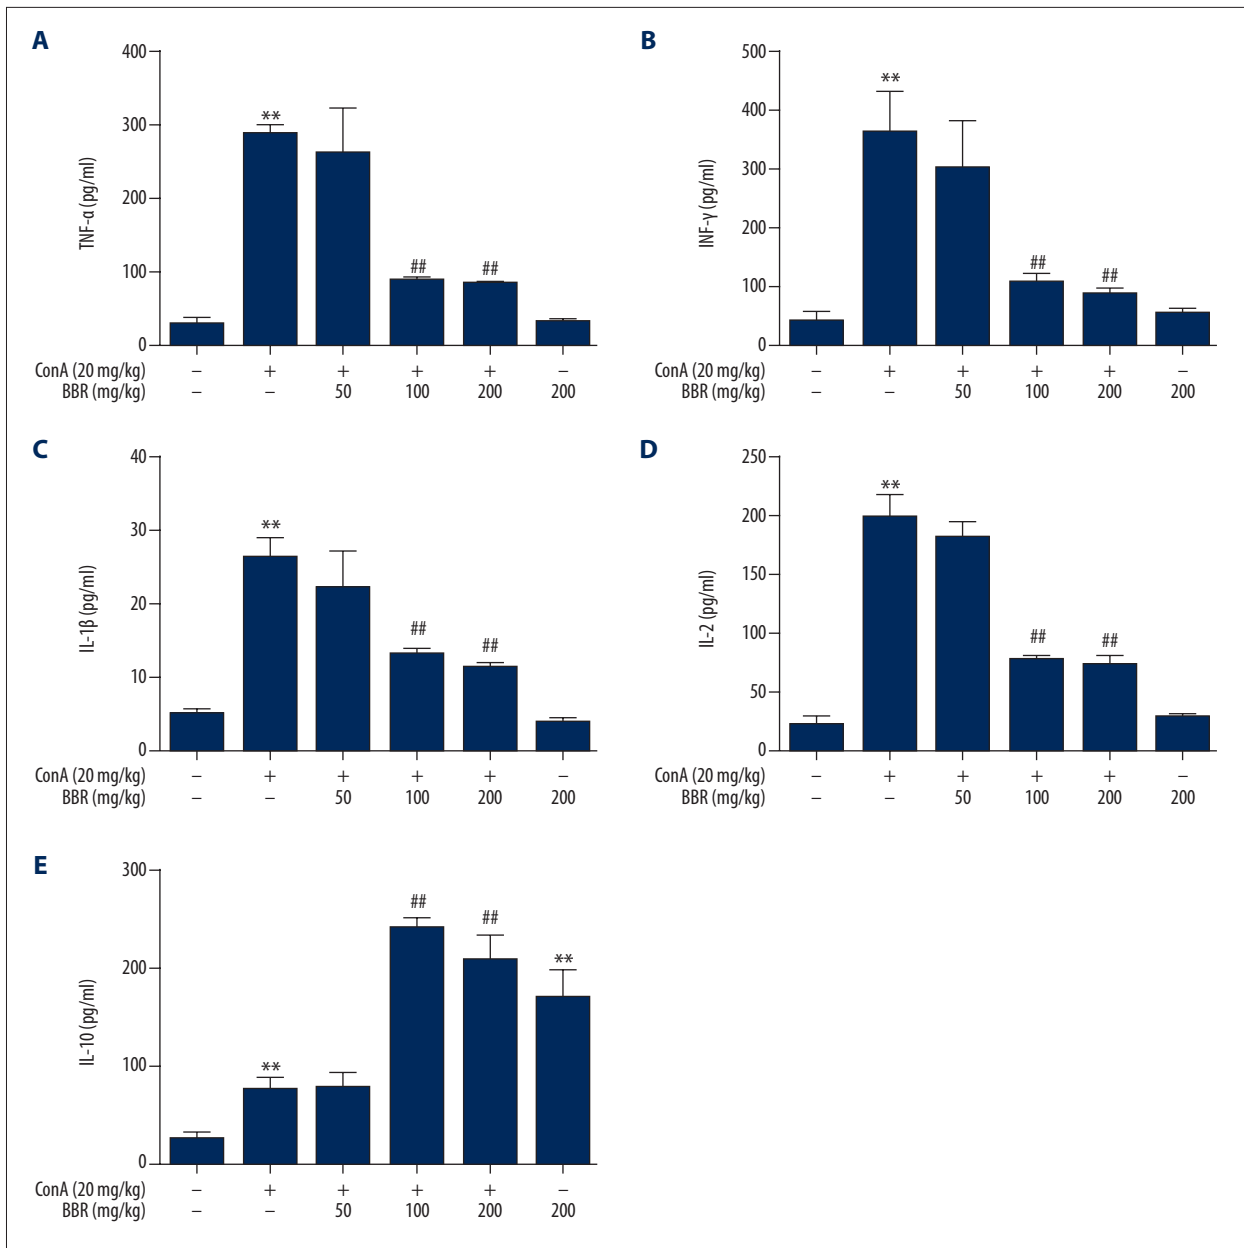 A
400
300
200
100
0
TNF-α (pg/ml)
**
##
##
ConA (20 mg/kg) – + + + + –
BBR (mg/kg) – – 50 100 200 200
B
500
400
300
200
100
0
INF-γ (pg/ml)
**
##
##
ConA (20 mg/kg) – + + + + –
BBR (mg/kg) – – 50 100 200 200
C
40
30
20
10
0
IL-1β (pg/ml)
**
##
##
ConA (20 mg/kg) – + + + + –
BBR (mg/kg) – – 50 100 200 200
D
250
200
150
100
50
0
IL-2 (pg/ml)
**
##
##
ConA (20 mg/kg) – + + + + –
BBR (mg/kg) – – 50 100 200 200
E
300
200
100
0
IL-10 (pg/ml)
**
##
##
**
ConA (20 mg/kg) – + + + + –
BBR (mg/kg) – – 50 100 200 200